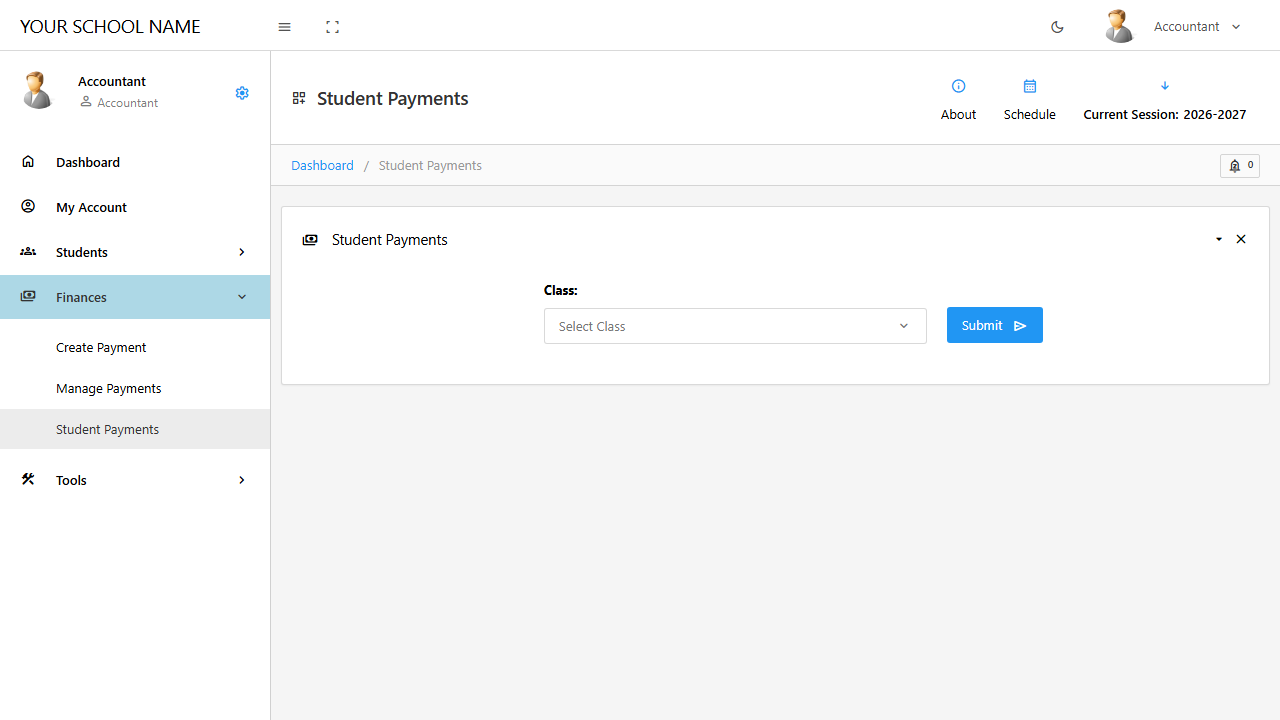 YOUR SCHOOL NAME
Accountant
Accountant
Accountant
Dashboard
My Account
Students
Finances
Create Payment
Manage Payments
Student Payments
Tools
Student Payments
About
Schedule
Current Session: 2026-2027
Dashboard / Student Payments
0
Student Payments
Class:
Select Class
Submit